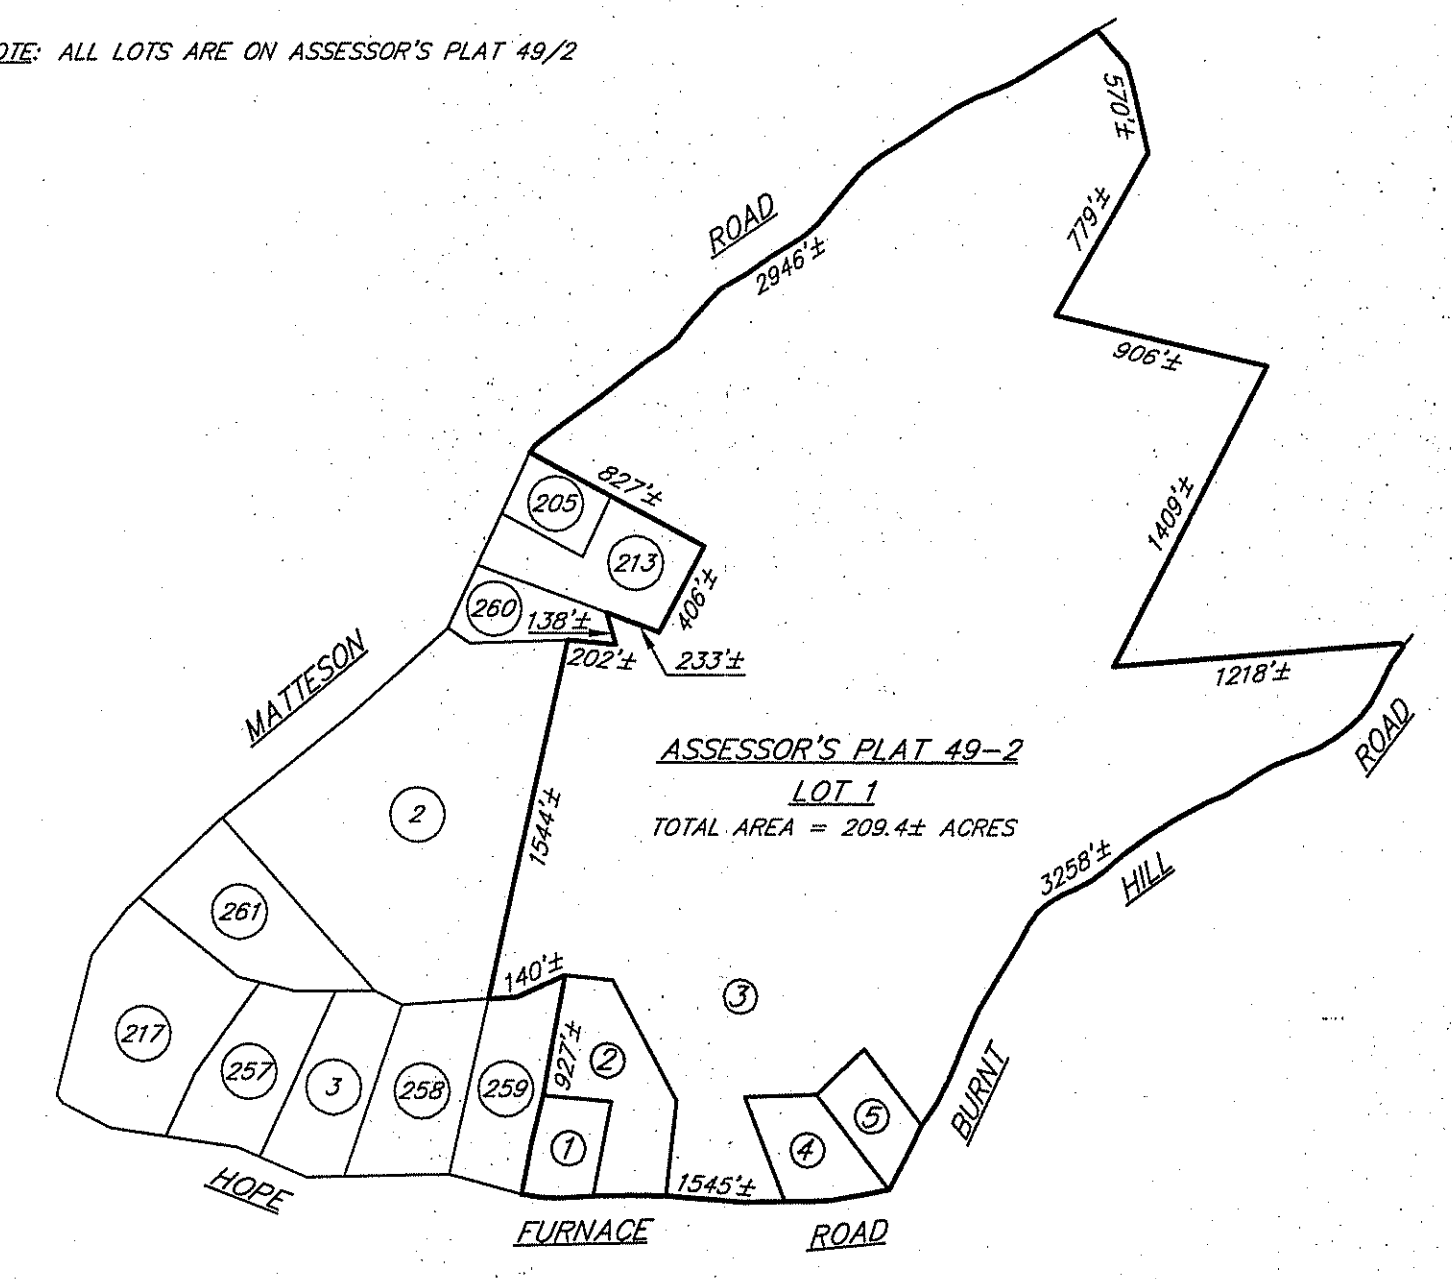 OTE: ALL LOTS ARE ON ASSESSOR'S PLAT 49/2
570'±
779'±
ROAD
2946'±
906'±
827'±
205
1409'±
213
406'±
260
138'±
202'±
233'±
1218'±
MATTESON
ROAD
ASSESSOR'S PLAT 49-2
LOT 1
TOTAL AREA = 209.4± ACRES
2
1544'±
3258'±
HILL
261
140'±
3
217
257
3
258
259
927'±
2
1
4
5
BURNT
1545'±
HOPE
FURNACE
ROAD